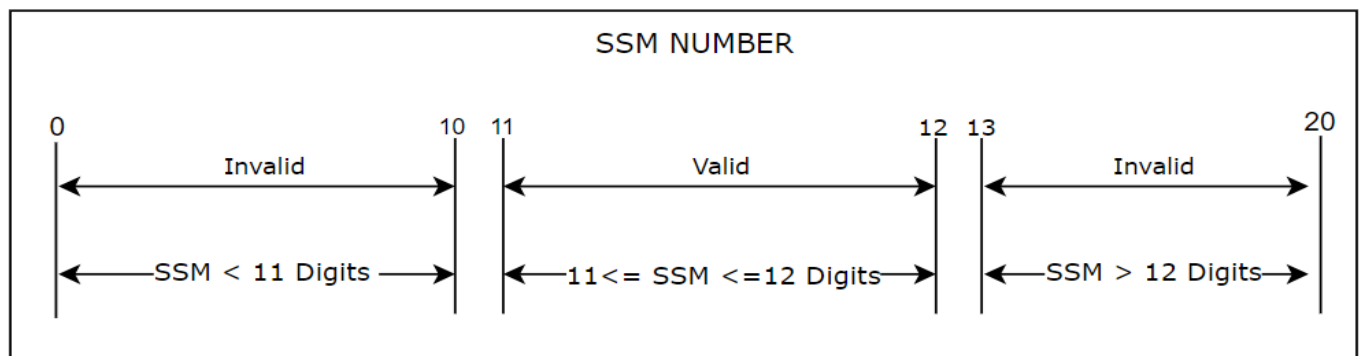 SSM NUMBER
0 10 11 12 13 20
Invalid Valid Invalid
SSM < 11 Digits 11<= SSM <=12 Digits SSM > 12 Digits